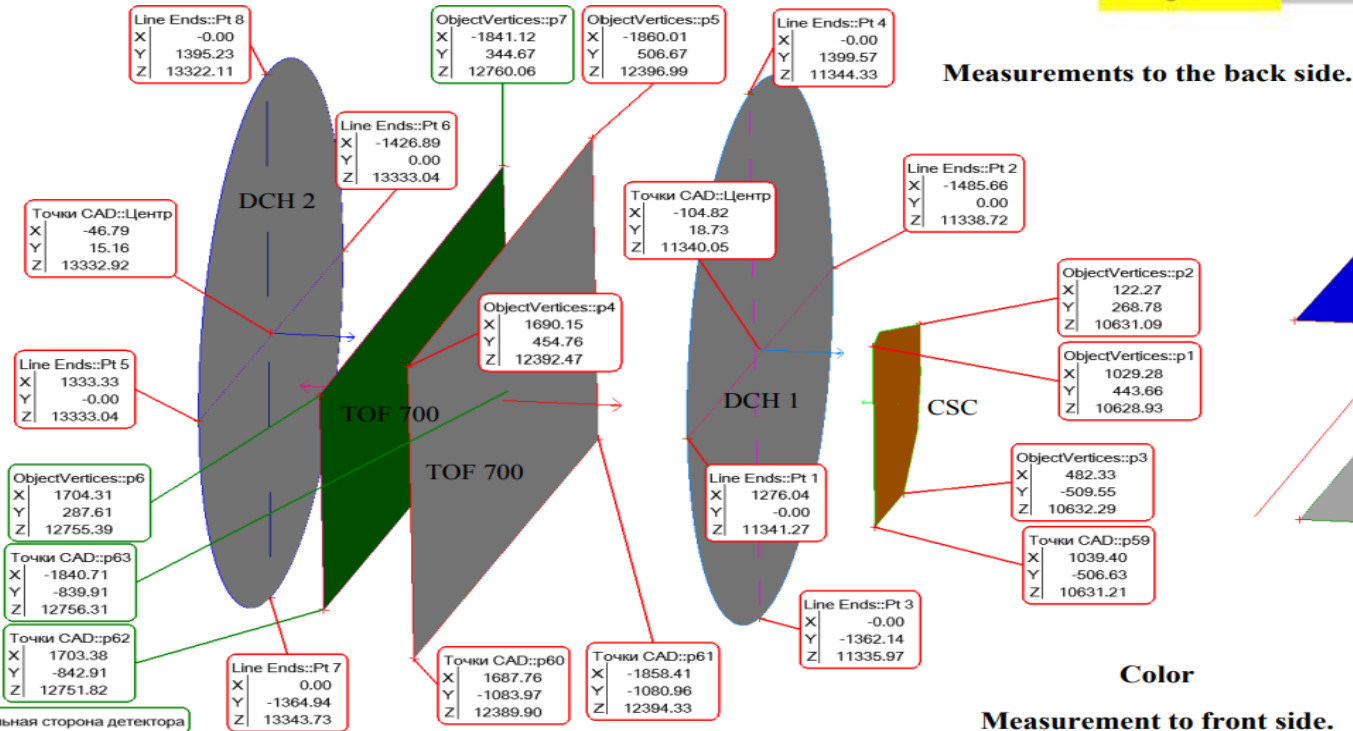 Line Ends::Pt 8
X -0.00
Y 1395.23
Z 13322.11
ObjectVertices::p7
X -1841.12
Y 344.67
Z 12760.06
ObjectVertices::p5
X -1860.01
Y 506.67
Z 12396.99
Line Ends::Pt 4
X -0.00
Y 1399.57
Z 11344.33
Measurements to the back side.
Line Ends::Pt 6
X -1426.89
Y 0.00
Z 13333.04
DCH 2
Line Ends::Pt 2
X -1485.66
Y 0.00
Z 11338.72
Точки CAD::Центр
X -46.79
Y 15.16
Z 13332.92
Точки CAD::Центр
X -104.82
Y 18.73
Z 11340.05
ObjectVertices::p2
X 122.27
Y 268.78
Z 10631.09
ObjectVertices::p4
X 1690.15
Y 454.76
Z 12392.47
Line Ends::Pt 5
X 1333.33
Y -0.00
Z 13333.04
ObjectVertices::p1
X 1029.28
Y 443.66
Z 10628.93
TOF 700
DCH 1
CSC
TOF 700
ObjectVertices::p6
X 1704.31
Y 287.61
Z 12755.39
Line Ends::Pt 1
X 1276.04
Y -0.00
Z 11341.27
ObjectVertices::p3
X 482.33
Y -509.55
Z 10632.29
Точки CAD::p63
X -1840.71
Y -839.91
Z 12756.31
Точки CAD::p59
X 1039.40
Y -506.63
Z 10631.21
Точки CAD::p62
X 1703.38
Y -842.91
Z 12751.82
Line Ends::Pt 7
X 0.00
Y -1364.94
Z 13343.73
Точки CAD::p60
X 1687.76
Y -1083.97
Z 12389.90
Точки CAD::p61
X -1858.41
Y -1080.96
Z 12394.33
Line Ends::Pt 3
X -0.00
Y -1362.14
Z 11335.97
Color
Measurement to front side.
сторона детектора